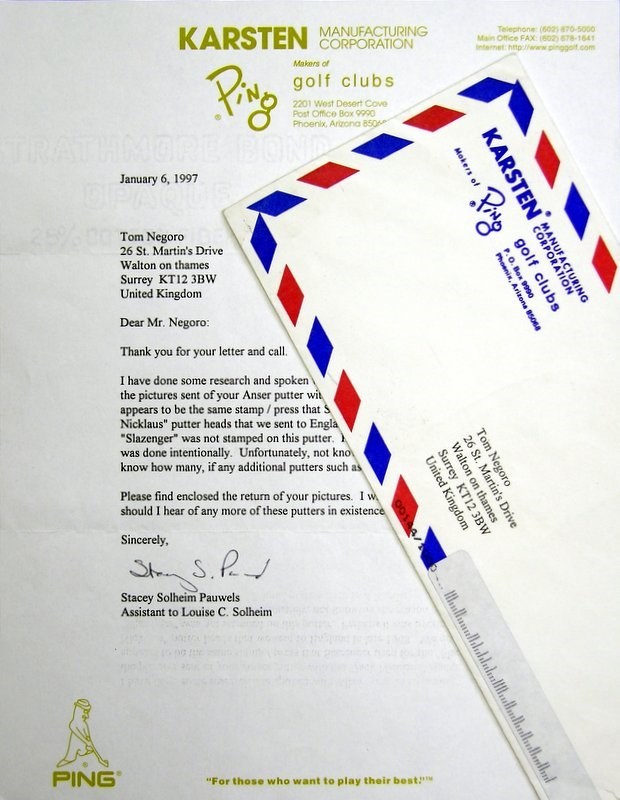 KARSTEN MANUFACTURING
CORPORATION
Telephone: (602) 870-5000
Main Office FAX: (602) 678-1641
Internet: http://www.pinggolf.com
Makers of
PING golf clubs
2201 West Desert Cove
Post Office Box 9990
Phoenix, Arizona
January 6, 1997
Tom Negoro
26 St. Martin's Drive
Walton on thames
Surrey KT12 3BW
United Kingdom
Dear Mr. Negoro:
Thank you for your letter and call.
I have done some research and spoken
the pictures sent of your Anser putter
appears to be the same stamp / press that
Nicklaus" putter heads that we sent to
"Slazenger" was not stamped on this putter.
was done intentionally. Unfortunately, not
know how many, if any additional putters such as
Please find enclosed the return of your pictures. I
should I hear of any more of these putters in existence
Sincerely,
Stacey Solheim Pauwels
Assistant to Louise C. Solheim
PING
"For those who want to play their best."™
KARSTEN MANUFACTURING
CORPORATION
Makers of
PING golf clubs
P.O. Box 9990
Phoenix, Arizona 85068
Tom Negoro
26 St. Martin's Drive
Walton on thames
Surrey KT12 3BW
United Kingdom